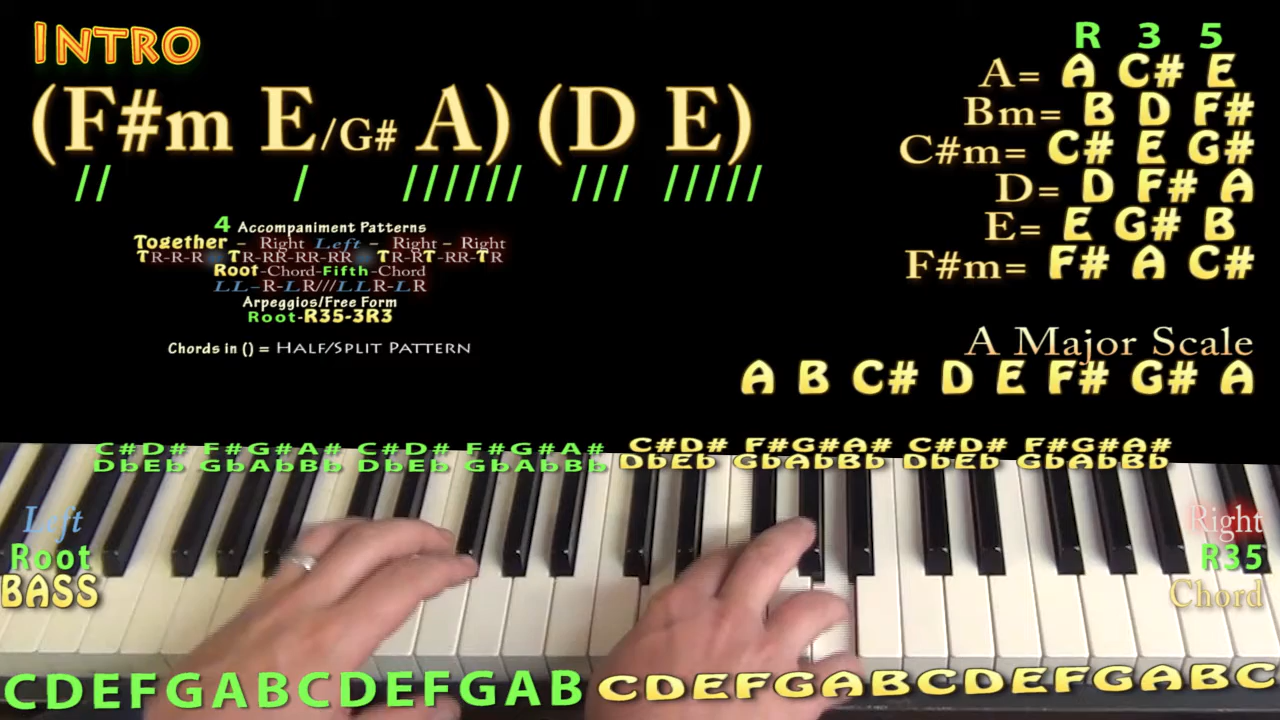 INTRO
(F#m E/G# A) (D E)
// / ////// /// /////
4 Accompaniment Patterns
Together – Right Left – Right – Right
TR-R-R TR-RR-RR-RR TR-RT-RR-TR
Root-Chord-Fifth-Chord
LL-R-LR///LLR-LR
Arpeggios/Free Form
Root-R35-3R3
Chords in () = HALF/SPLIT PATTERN
R 3 5
A= A C# E
Bm= B D F#
C#m= C# E G#
D= D F# A
E= E G# B
F#m= F# A C#
A Major Scale
A B C# D E F# G# A
C#D# F#G#A# C#D# F#G#A# C#D# F#G#A# C#D# F#G#A#
DbEb GbAbBb DbEb GbAbBb DbEb GbAbBb DbEb GbAbBb
Left
Root
BASS
Right
R35
Chord
CDEFGABCDEFGAB CDEFGABCDEFGABC